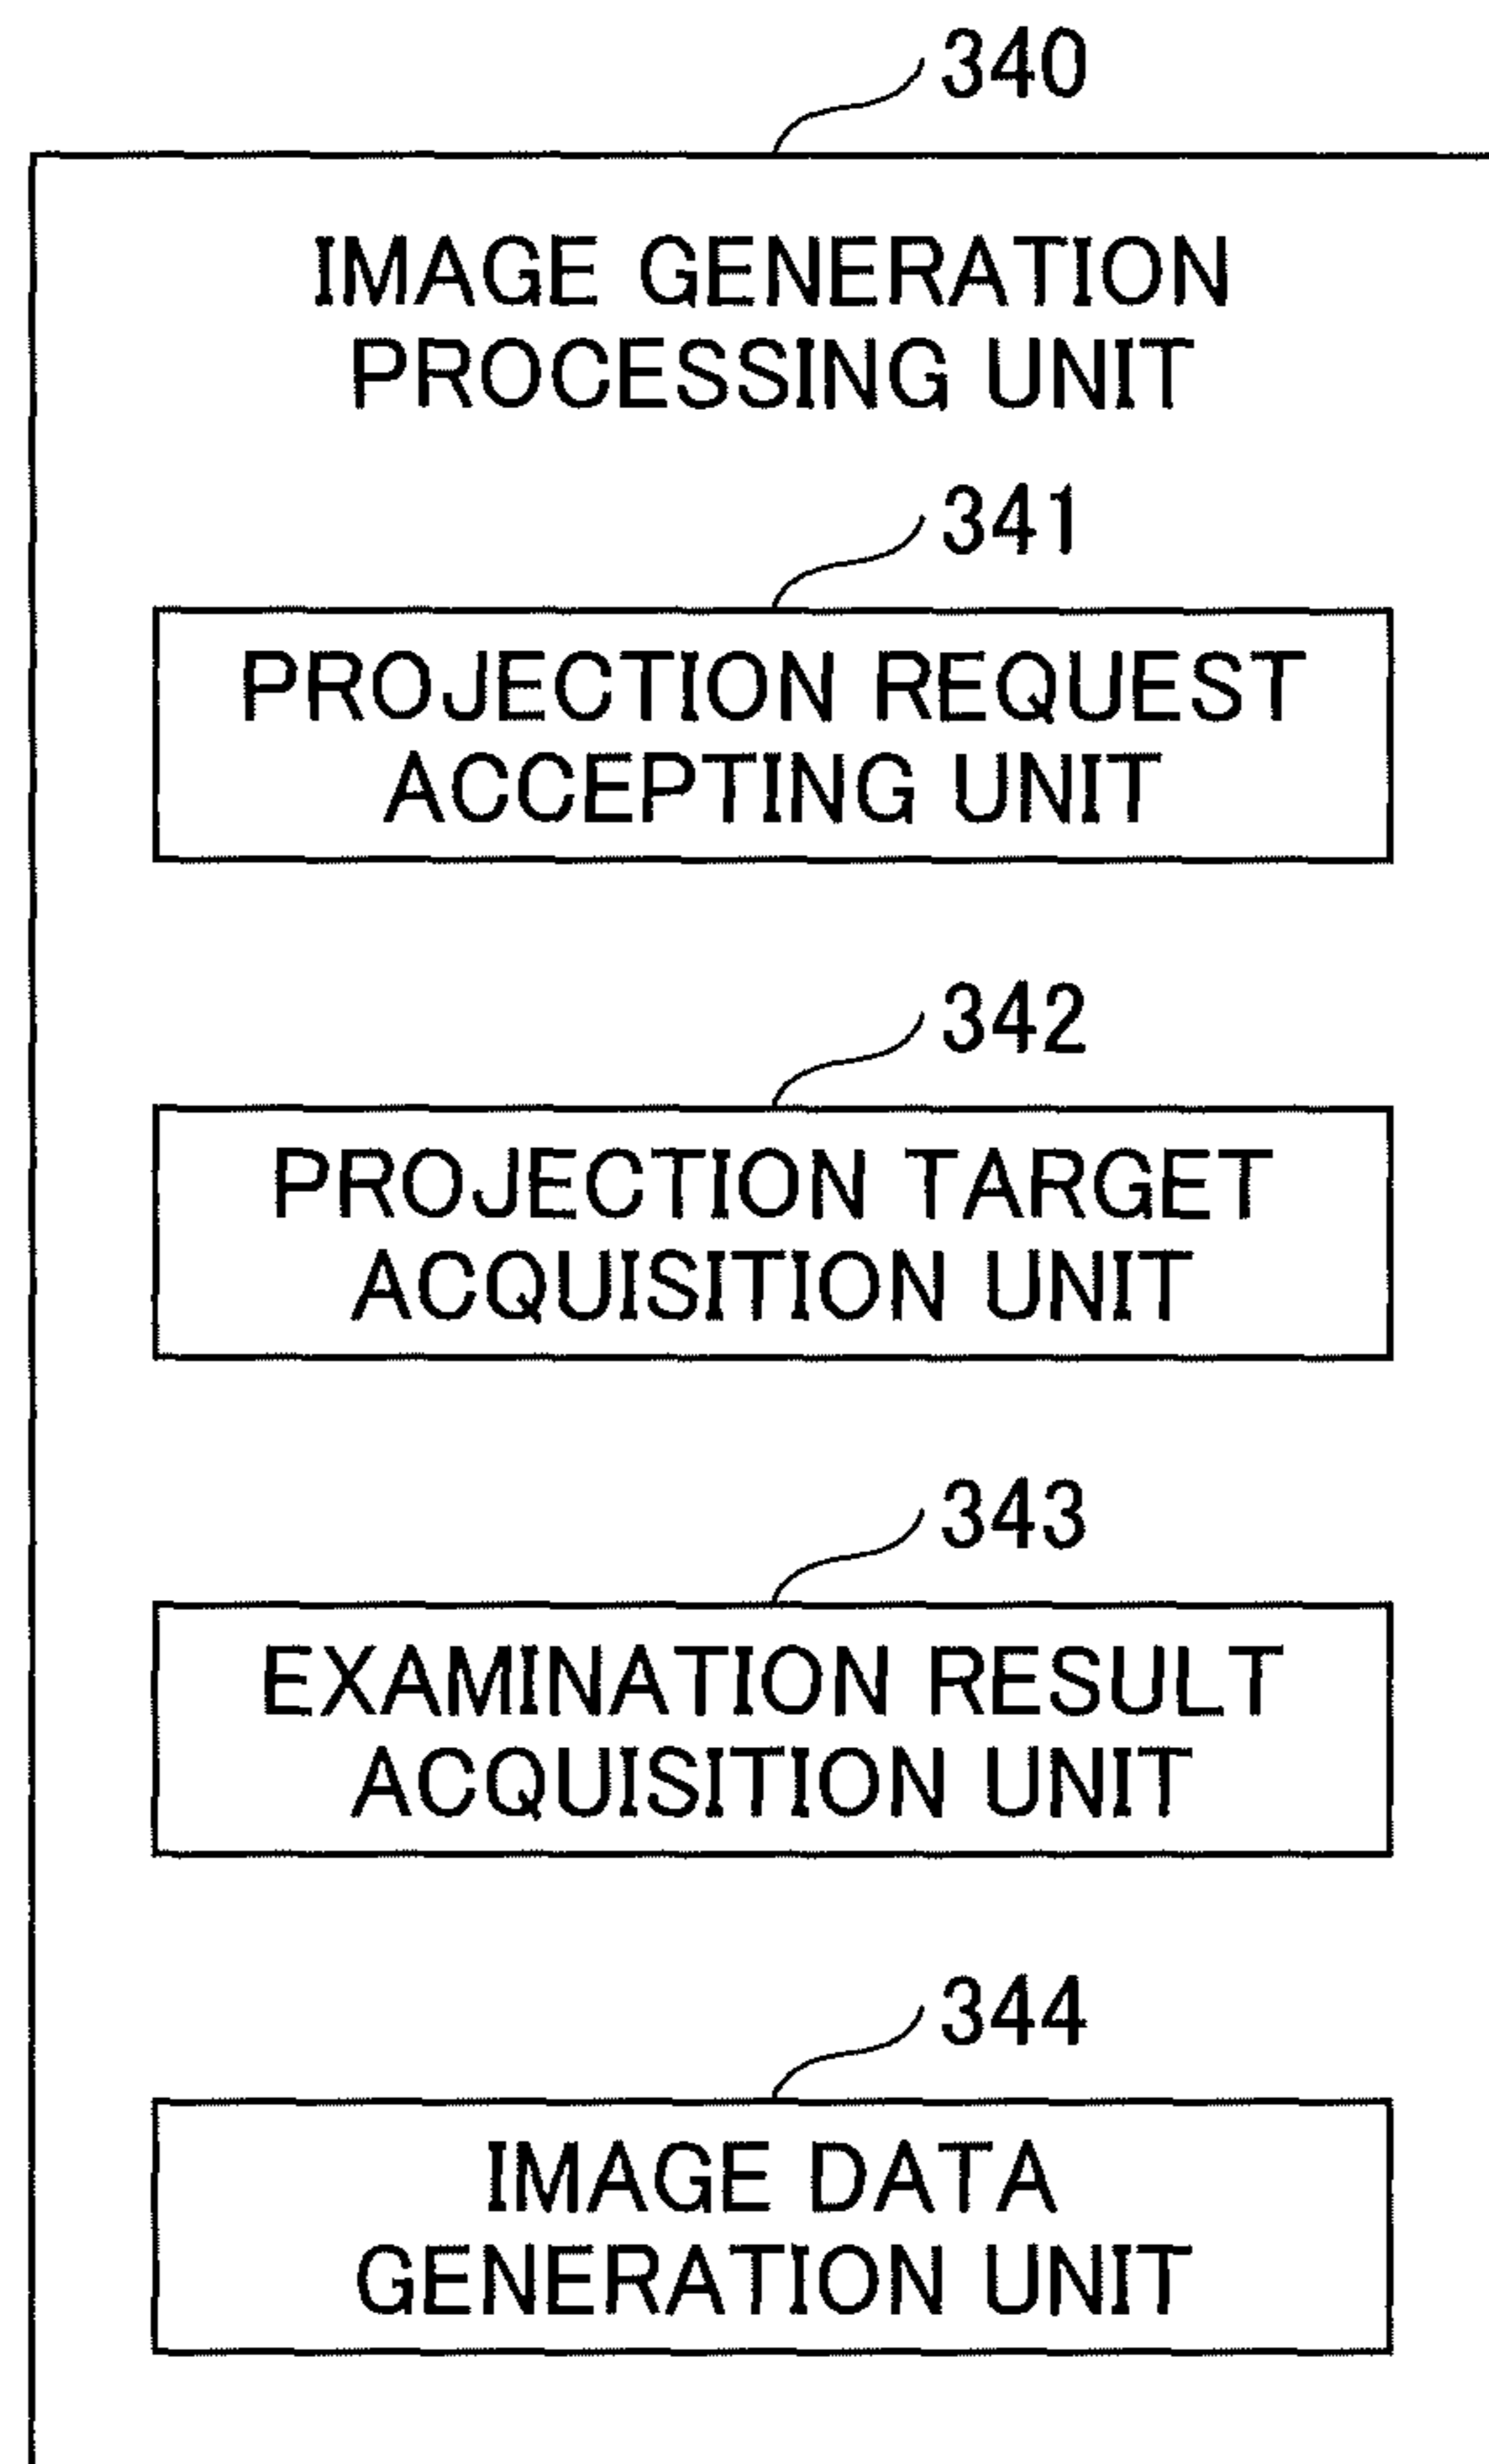 340
IMAGE GENERATION
PROCESSING UNIT
341
PROJECTION REQUEST
ACCEPTING UNIT
342
PROJECTION TARGET
ACQUISITION UNIT
343
EXAMINATION RESULT
ACQUISITION UNIT
344
IMAGE DATA
GENERATION UNIT